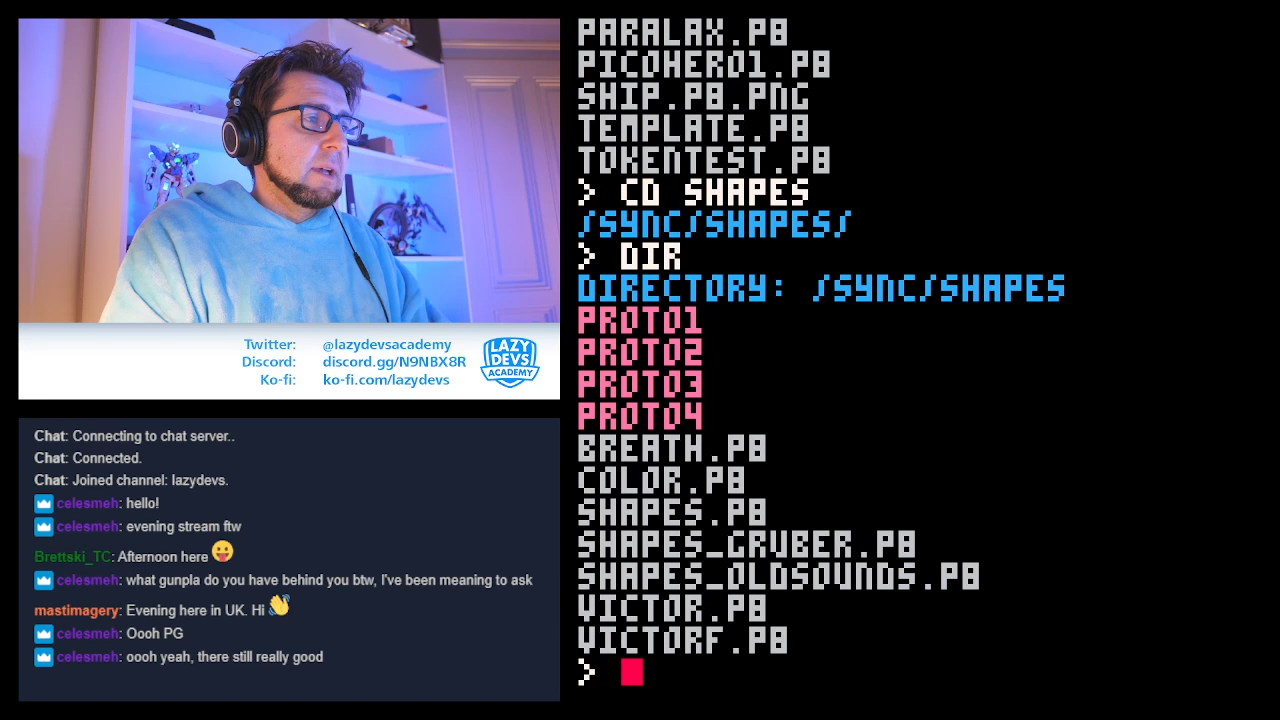 Twitter: @lazydevsacademy
Discord: discord.gg/N9NBX8R
Ko-fi: ko-fi.com/lazydevs
LAZY
DEVS
ACADEMY
Chat: Connecting to chat server..
Chat: Connected.
Chat: Joined channel: lazydevs.
celesmeh: hello!
celesmeh: evening stream ftw
Brettski_TC: Afternoon here 😛
celesmeh: what gunpla do you have behind you btw, I've been meaning to ask
mastimagery: Evening here in UK. Hi 👋
celesmeh: Oooh PG
celesmeh: oooh yeah, there still really good
PARALAX.P8
PICOHERO1.P8
SHIP.P8.PNG
TEMPLATE.P8
TOKENTEST.P8
> CD SHAPES
/SYNC/SHAPES/
> DIR
DIRECTORY: /SYNC/SHAPES
PROTO1
PROTO2
PROTO3
PROTO4
BREATH.P8
COLOR.P8
SHAPES.P8
SHAPES_GRUBER.P8
SHAPES_OLDSOUNDS.P8
VICTOR.P8
VICTORF.P8
>